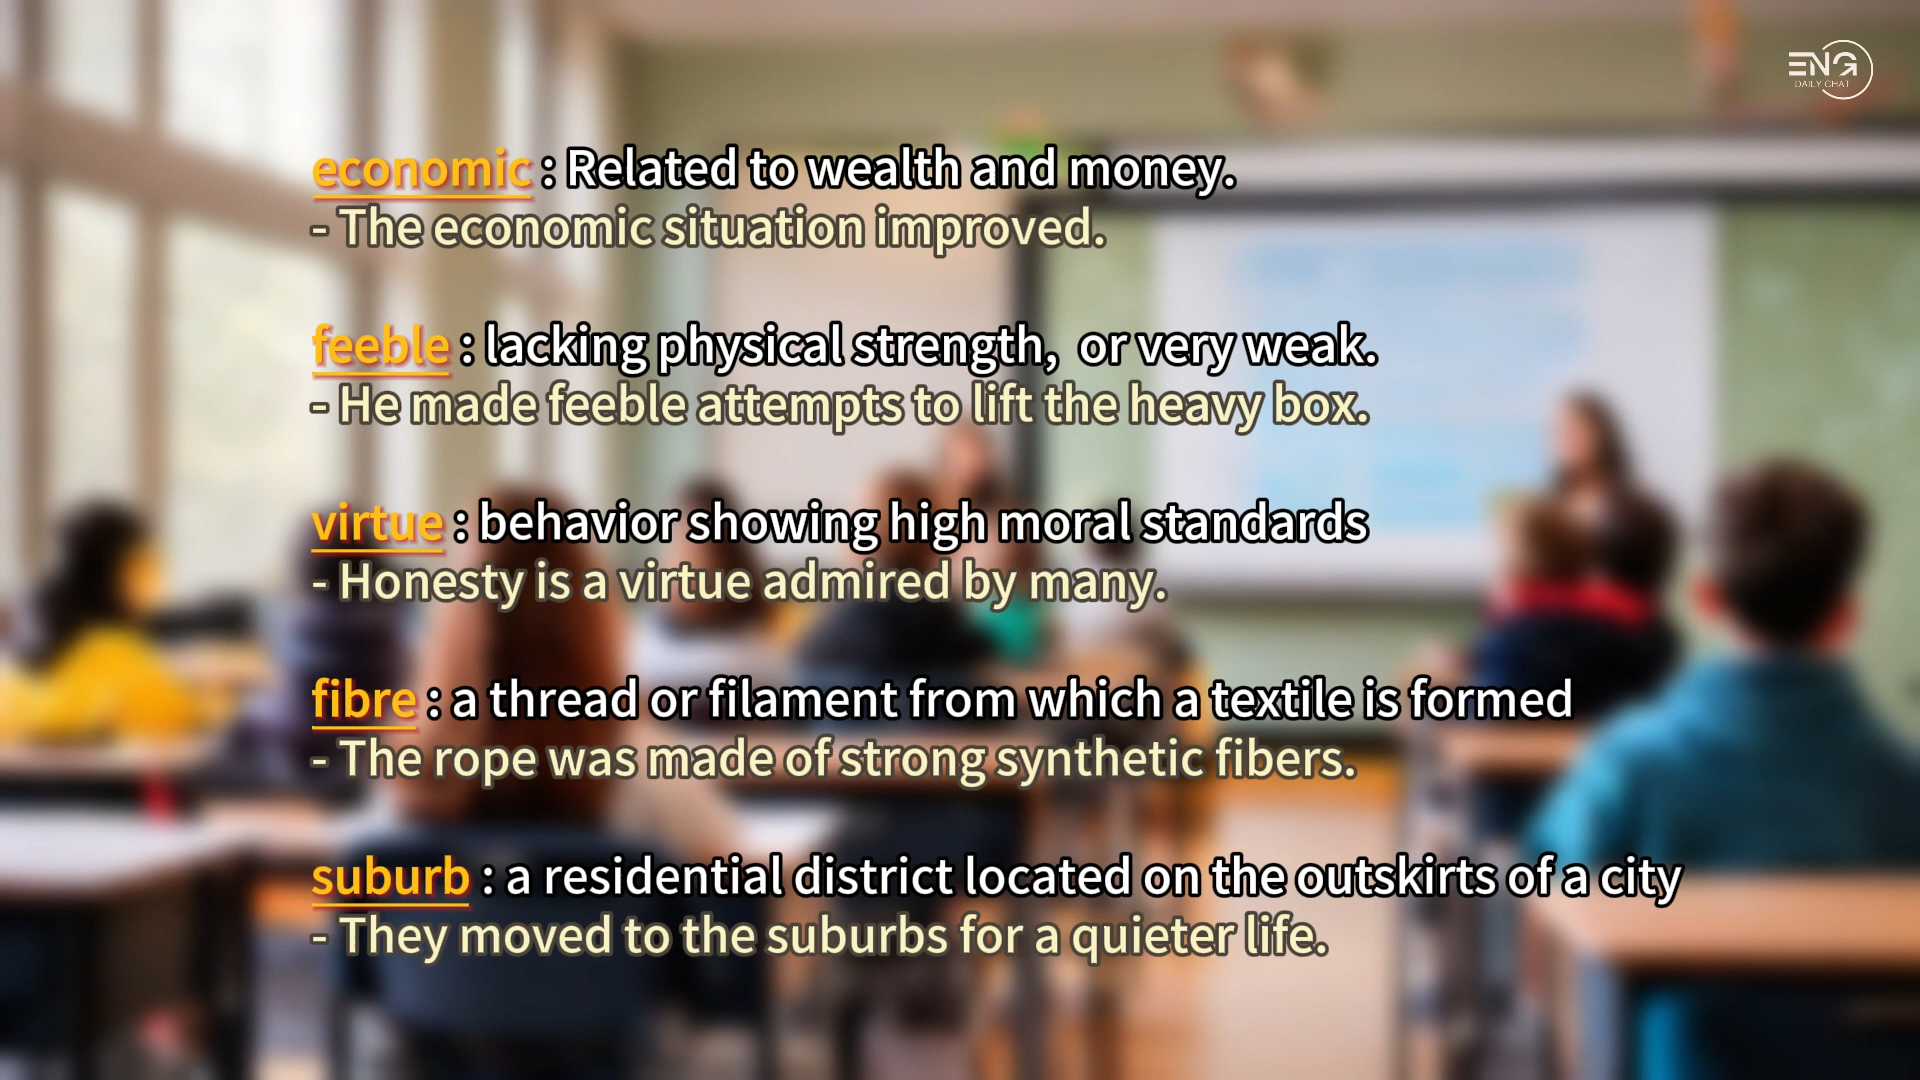 ENG
DAILY CHAT
economic : Related to wealth and money.
- The economic situation improved.
feeble : lacking physical strength,  or very weak.
- He made feeble attempts to lift the heavy box.
virtue : behavior showing high moral standards
- Honesty is a virtue admired by many.
fibre : a thread or filament from which a textile is formed
- The rope was made of strong synthetic fibers.
suburb : a residential district located on the outskirts of a city
- They moved to the suburbs for a quieter life.